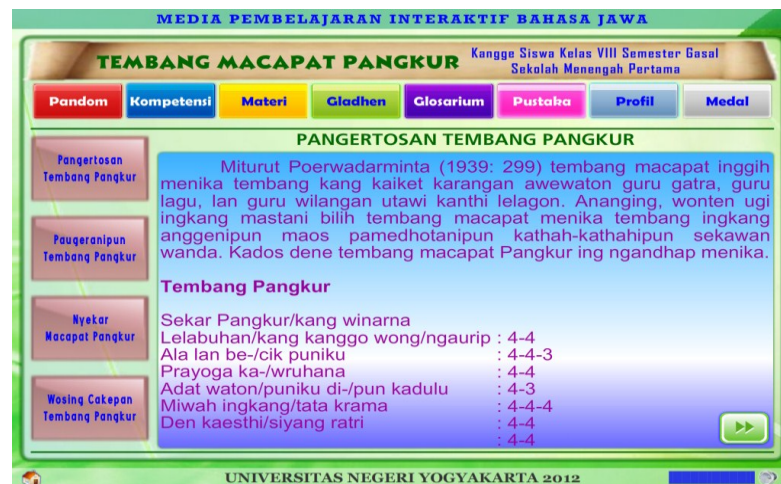 MEDIA PEMBELAJARAN INTERAKTIF BAHASA JAWA
TEMBANG MACAPAT PANGKUR
Kangge Siswa Kelas VIII Semester Gasal
Sekolah Menengah Pertama
Pandom
Kompetensi
Materi
Gladhen
Glosarium
Pustaka
Profil
Medal
Pangertosan
Tembang Pangkur
Paugeranipun
Tembang Pangkur
Nyekar
Macapat Pangkur
Wosing Cakepan
Tembang Pangkur
PANGERTOSAN TEMBANG PANGKUR
Miturut Poerwadarminta (1939: 299) tembang macapat inggih
menika tembang kang kaiket karangan awewaton guru gatra, guru
lagu, lan guru wilangan utawi kanthi lelagon. Ananging, wonten ugi
ingkang mastani bilih tembang macapat menika tembang ingkang
anggenipun maos pamedhotanipun kathah-kathahipun sekawan
wanda. Kados dene tembang macapat Pangkur ing ngandhap menika.
Tembang Pangkur
Sekar Pangkur/kang winarna
Lelabuhan/kang kanggo wong/ngaurip : 4-4
Ala lan be-/cik puniku : 4-4-3
Prayoga ka-/wruhana : 4-4
Adat waton/puniku di-/pun kadulu : 4-3
Miwah ingkang/tata krama : 4-4-4
Den kaesthi/siyang ratri : 4-4
: 4-4
UNIVERSITAS NEGERI YOGYAKARTA 2012